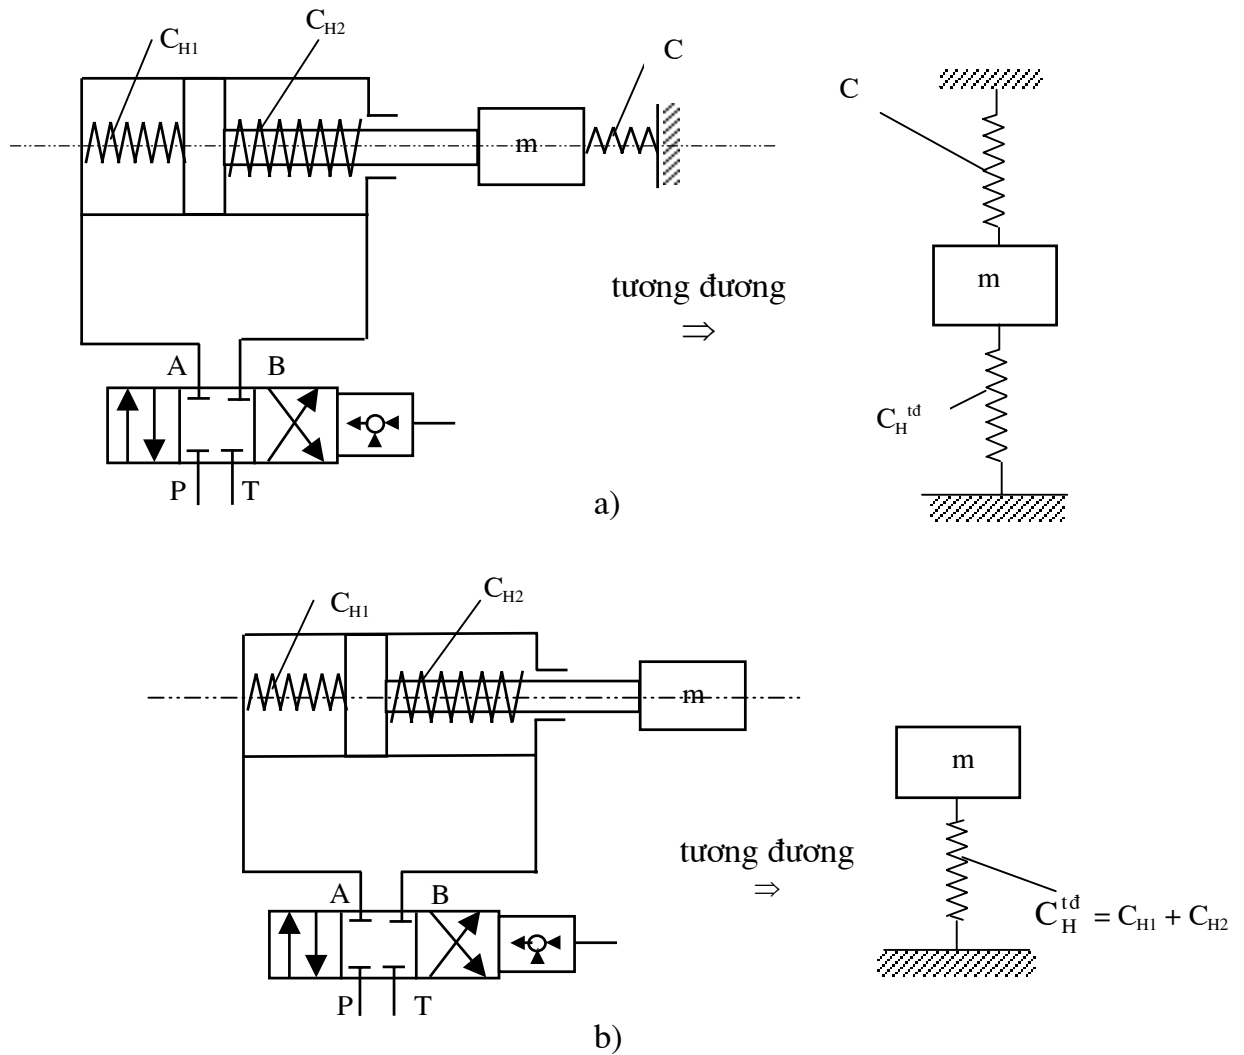 C_H1
C_H2
C
C
m
m
tương đương
⇒
A
B
C_H^tđ
P
T
a)
C_H1
C_H2
m
m
tương đương
⇒
A
B
C_H^tđ = C_H1 + C_H2
P
T
b)